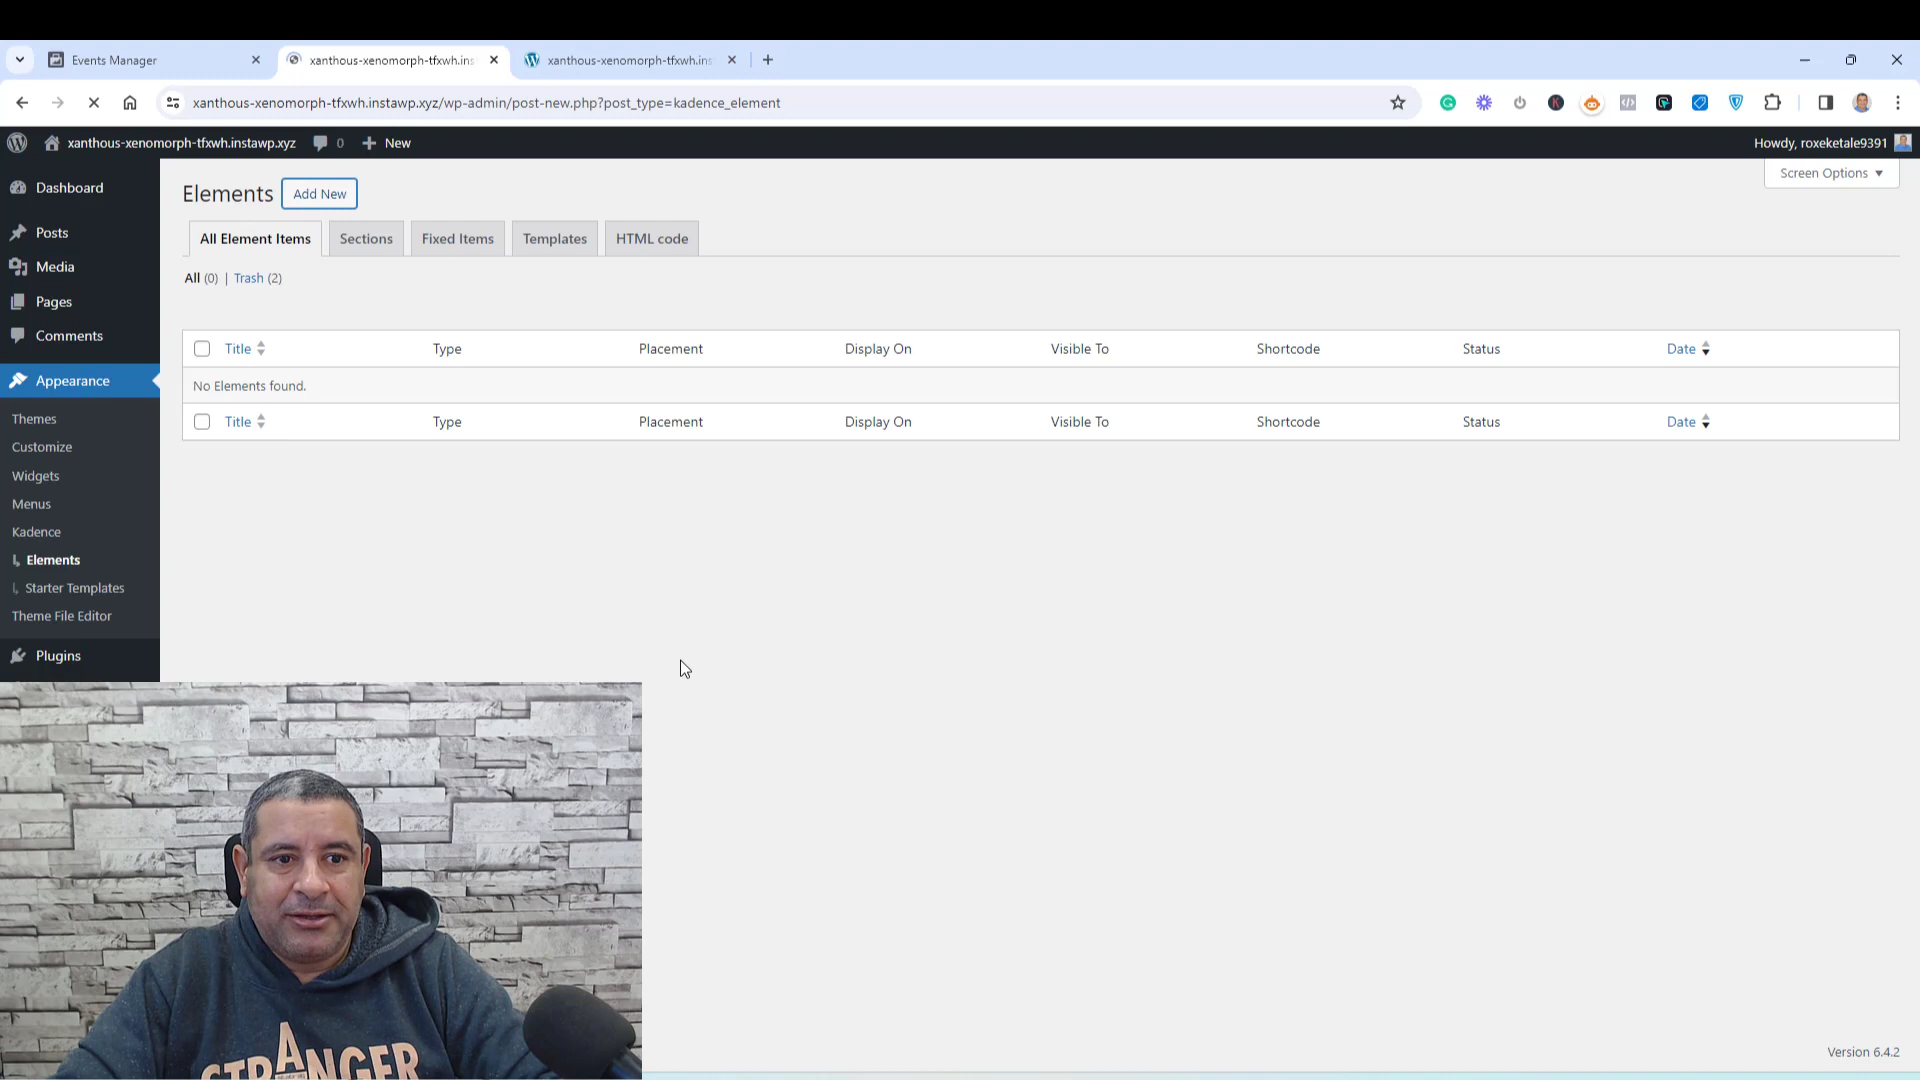 Events Manager
xanthous-xenomorph-tfxwh.ins
xanthous-xenomorph-tfxwh.ins
xanthous-xenomorph-tfxwh.instawp.xyz/wp-admin/post-new.php?post_type=kadence_element
xanthous-xenomorph-tfxwh.instawp.xyz 0 + New Howdy, roxeketale9391
Screen Options
Dashboard
Posts
Media
Pages
Comments
Appearance
Themes
Customize
Widgets
Menus
Kadence
Elements
Starter Templates
Theme File Editor
Plugins
Elements Add New
All Element Items Sections Fixed Items Templates HTML code
All (0) | Trash (2)
Title Type Placement Display On Visible To Shortcode Status Date
No Elements found.
Title Type Placement Display On Visible To Shortcode Status Date
STRANGER
Version 6.4.2